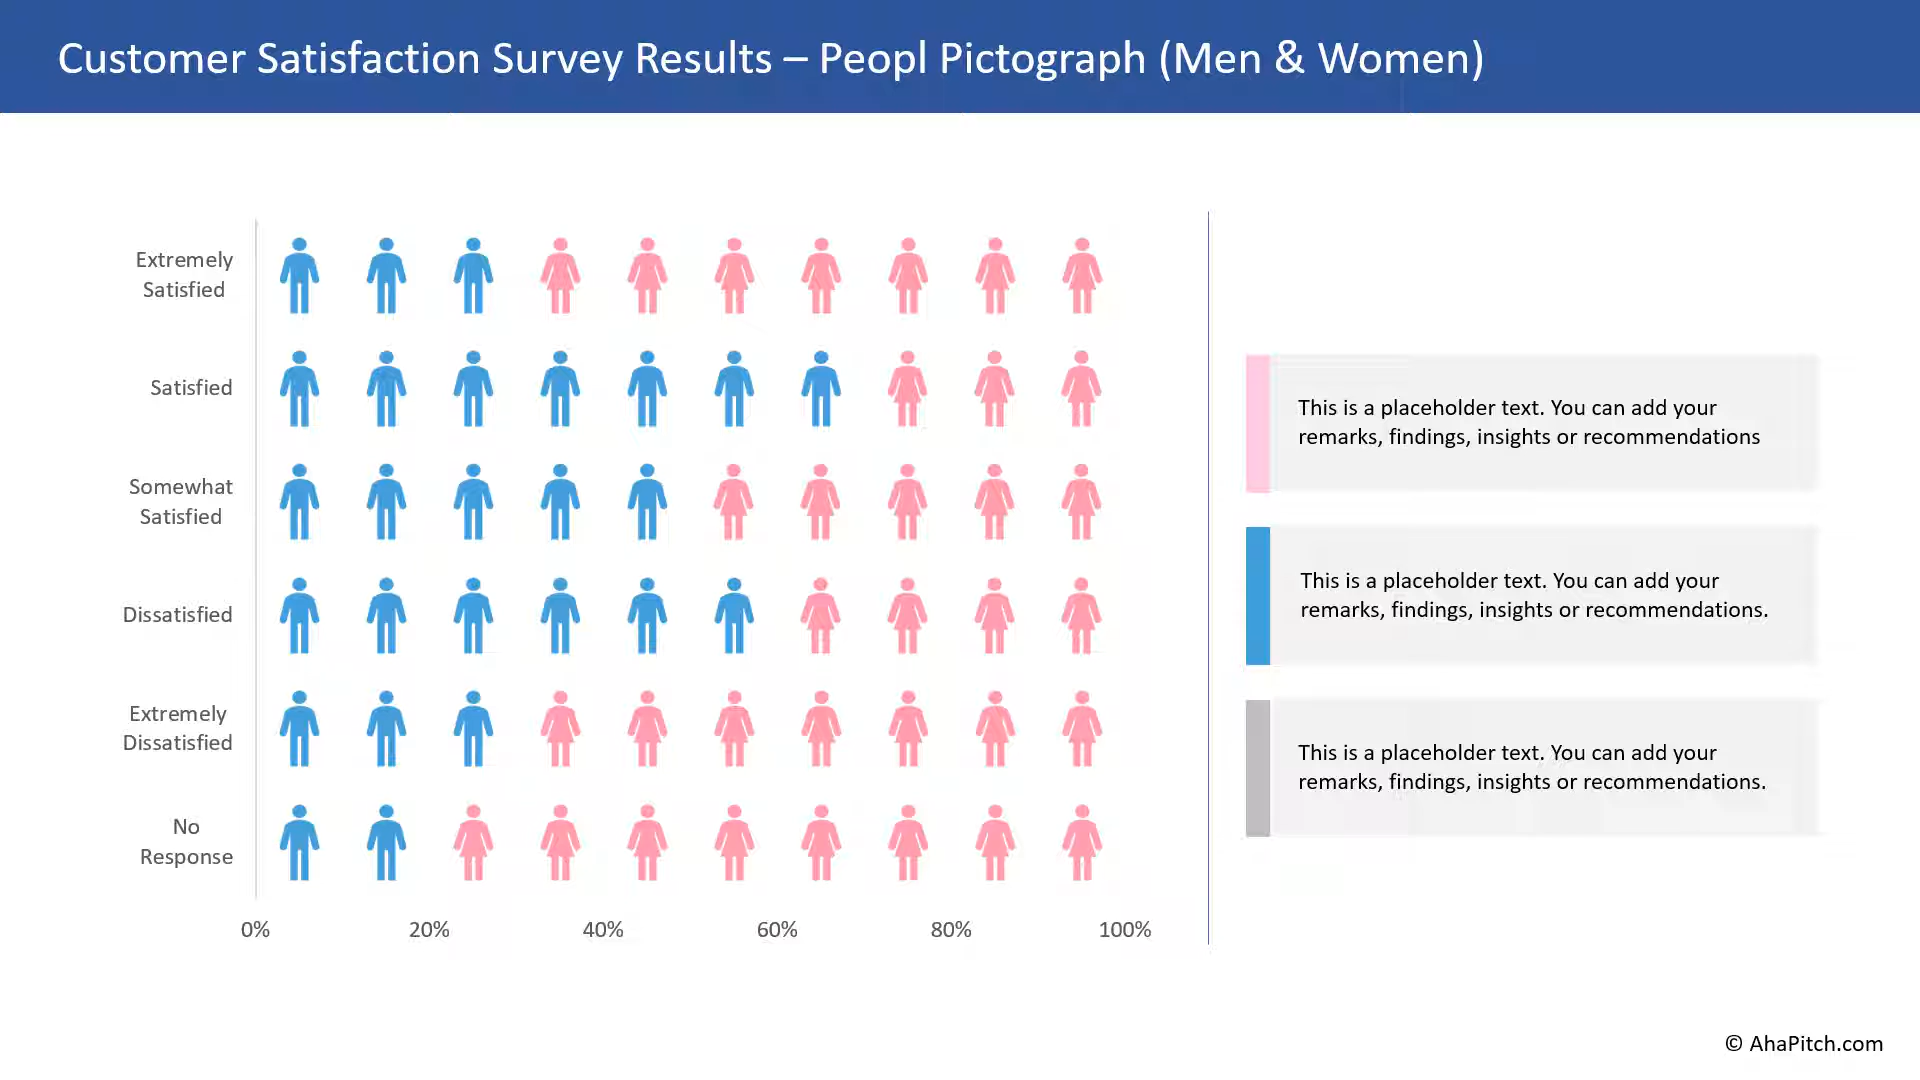 Customer Satisfaction Survey Results – Peopl Pictograph (Men & Women)
Extremely
Satisfied
Satisfied
Somewhat
Satisfied
Dissatisfied
Extremely
Dissatisfied
No
Response
0% 20% 40% 60% 80% 100%
This is a placeholder text. You can add your
remarks, findings, insights or recommendations
This is a placeholder text. You can add your
remarks, findings, insights or recommendations.
This is a placeholder text. You can add your
remarks, findings, insights or recommendations.
© AhaPitch.com